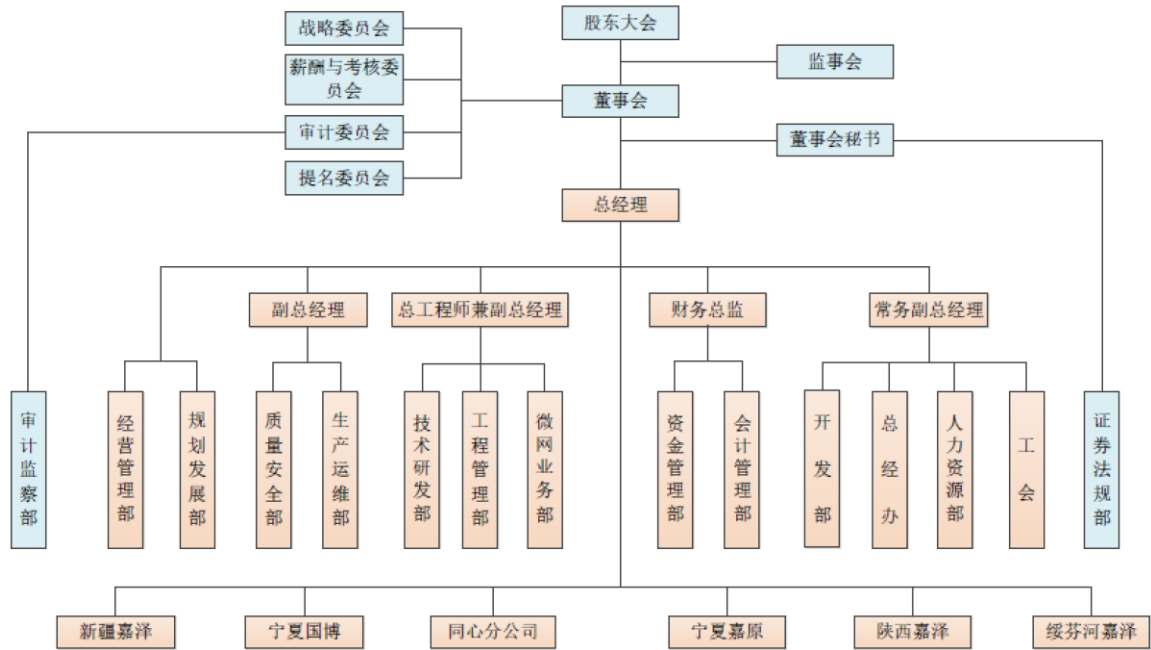 战略委员会
股东大会
薪酬与考核委
员会
监事会
董事会
审计委员会
董事会秘书
提名委员会
总经理
副总经理
总工程师兼副总经理
财务总监
常务副总经理
审计监察部
经营管理部
规划发展部
质量安全部
生产运维部
技术研发部
工程管理部
微网业务部
资金管理部
会计管理部
开发部
总经办
人力资源部
工会
证券法规部
新疆嘉泽
宁夏国博
同心分公司
宁夏嘉原
陕西嘉泽
绥芬河嘉泽